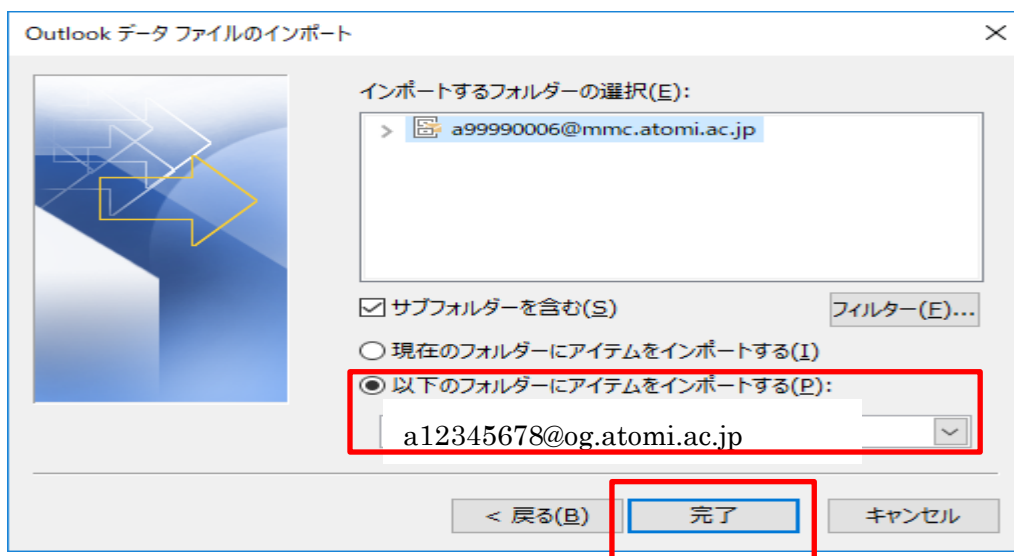 Outlook データ ファイルのインポート
インポートするフォルダーの選択(E):
a99990006@mmc.atomi.ac.jp
サブフォルダーを含む(S)
フィルター(F)...
現在のフォルダーにアイテムをインポートする(I)
以下のフォルダーにアイテムをインポートする(P):
a12345678@og.atomi.ac.jp
< 戻る(B)
完了
キャンセル